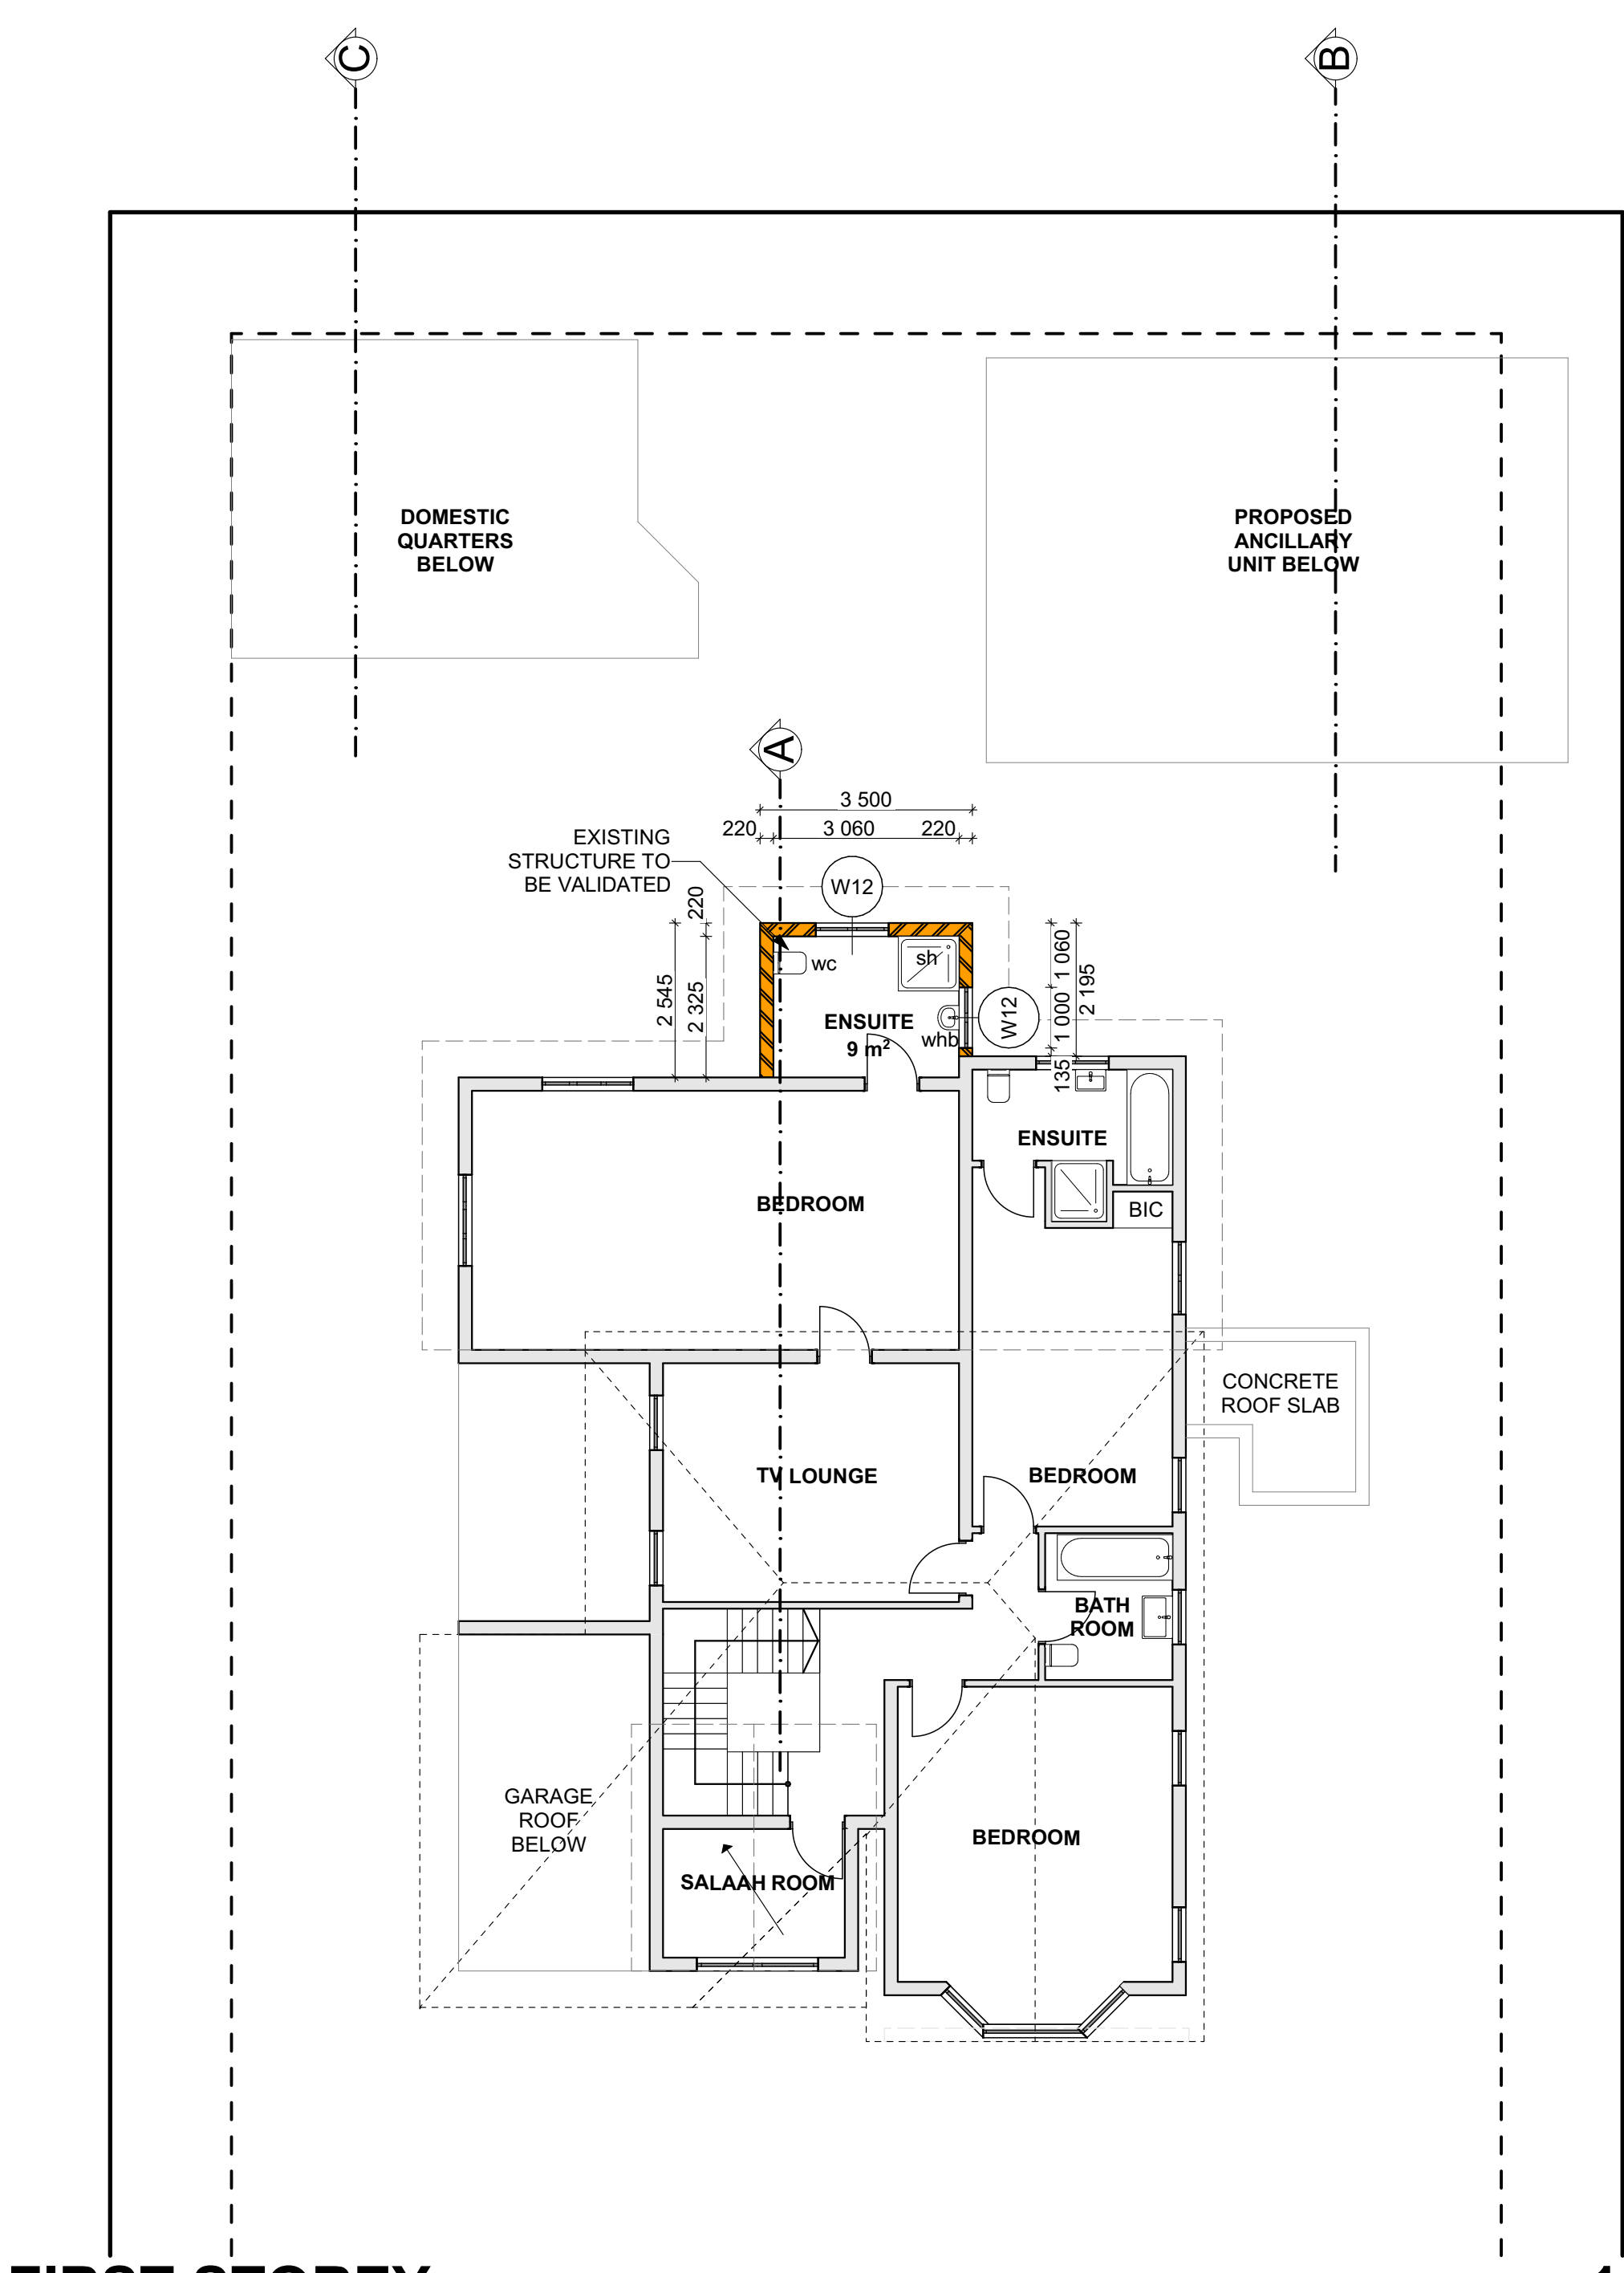 C
B
DOMESTIC
QUARTERS
BELOW
PROPOSED
ANCILLARY
UNIT BELOW
A
3 500
220
3 060
220
EXISTING
STRUCTURE TO
BE VALIDATED
W12
220
2 545
2 325
wc
sh
ENSUITE
9 m²
whb
W12
1 060
1 000
2 195
135
ENSUITE
BIC
BEDROOM
CONCRETE
ROOF SLAB
TV LOUNGE
BEDROOM
BATH
ROOM
GARAGE
ROOF
BELOW
BEDROOM
SALAAH ROOM
FIRST STOREY